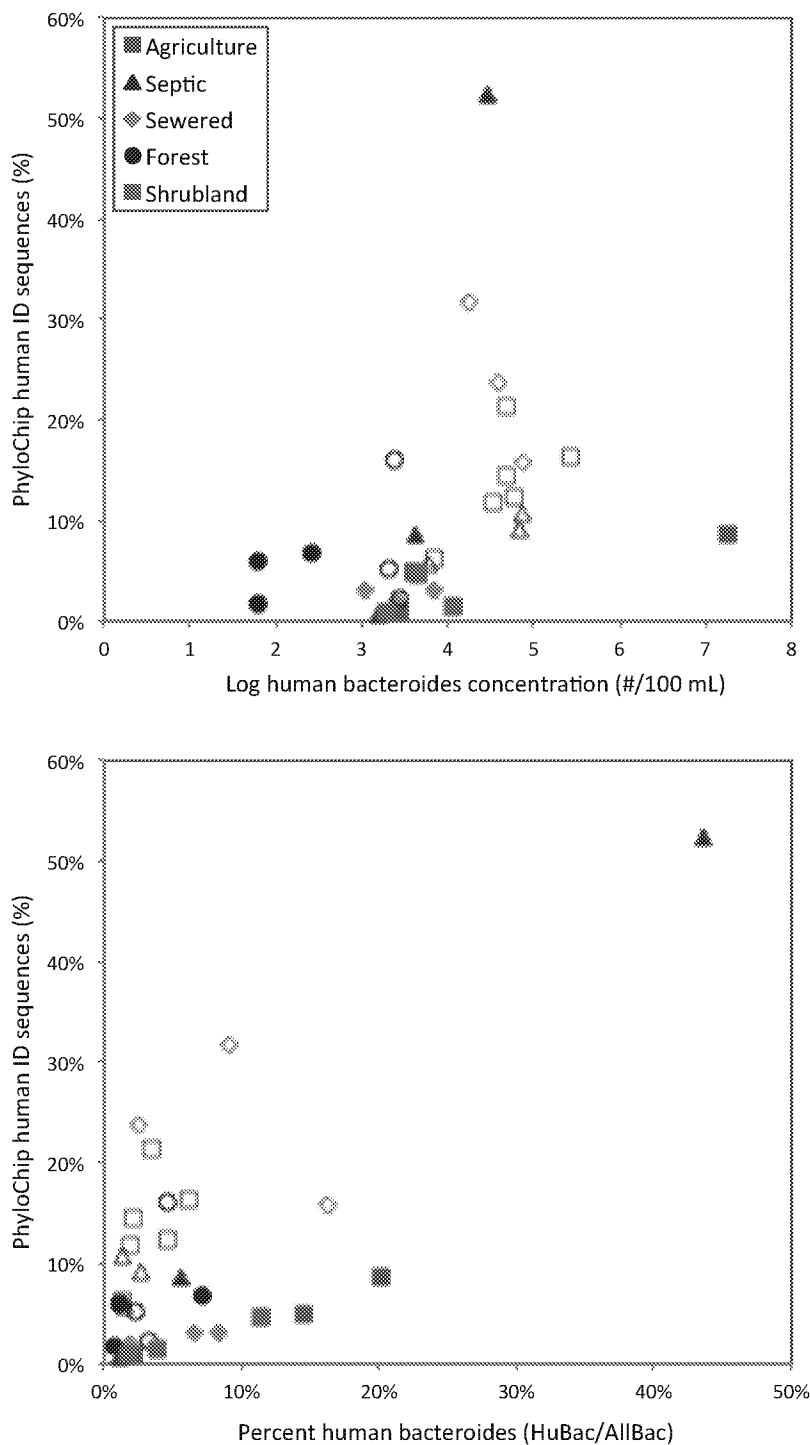 60%
50%
40%
30%
20%
10%
0%
PhyloChip human ID sequences (%)
Agriculture
Septic
Sewered
Forest
Shrubland
0 1 2 3 4 5 6 7 8
Log human bacteroides concentration (#/100 mL)
60%
50%
40%
30%
20%
10%
0%
PhyloChip human ID sequences (%)
0% 10% 20% 30% 40% 50%
Percent human bacteroides (HuBac/AllBac)